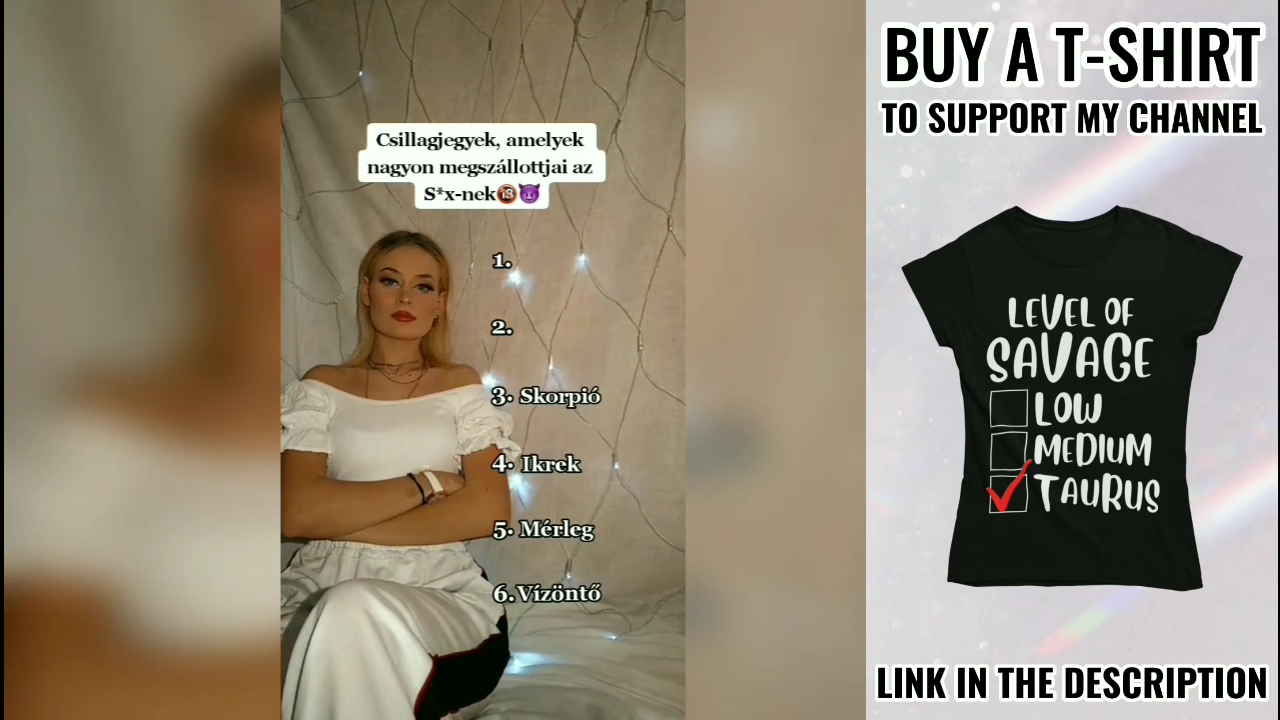 Csillagjegyek, amelyek
nagyon megszállottjai az
S*x-nek🔞😈
1.
2.
3. Skorpió
4. Ikrek
5. Mérleg
6.Vízöntő
BUY A T-SHIRT
TO SUPPORT MY CHANNEL
LEVEL OF
SAVAGE
LOW
MEDIUM
TAURUS
LINK IN THE DESCRIPTION